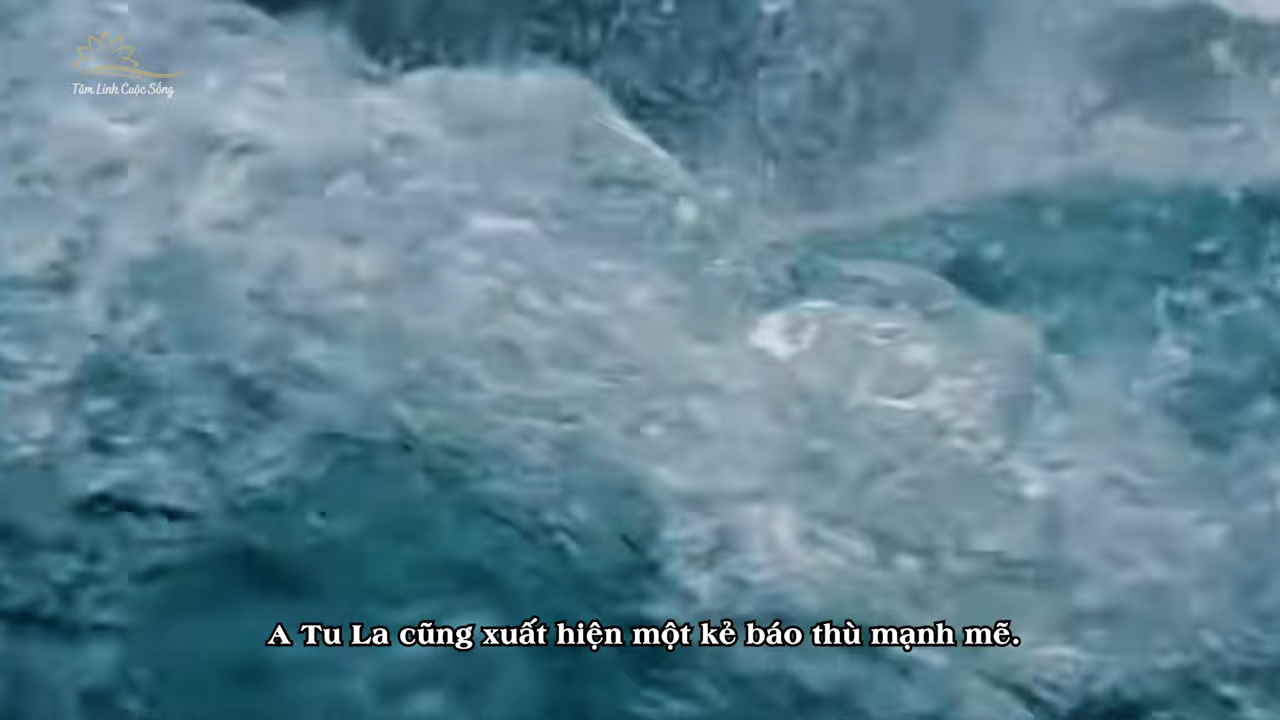 Tâm Linh Cuộc Sống
A Tu La cũng xuất hiện một kẻ báo thù mạnh mẽ.